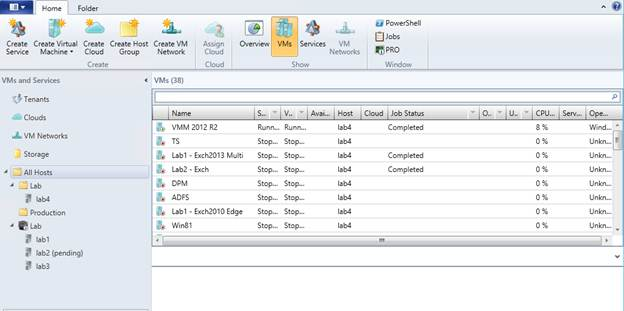 Home Folder
Create Service
Create Virtual Machine
Create Cloud
Create Host Group
Create VM Network
Assign Cloud
Overview
VMs
Services
VM Networks
PowerShell
Jobs
PRO
Create Cloud Show Window
VMs and Services
Tenants
Clouds
VM Networks
Storage
All Hosts
Lab
lab4
Production
Lab
lab1
lab2 (pending)
lab3
VMs (38)
Name S... V... Avai... Host Cloud Job Status O... U... CPU... Serv... Ope...
VMM 2012 R2 Runn... Runn... lab4 Completed 8 % Wind...
TS Stop... Stop... lab4 0 % Unkn...
Lab1 - Exch2013 Multi Stop... Stop... lab4 Completed 0 % Unkn...
Lab2 - Exch Stop... Stop... lab4 Completed 0 % Unkn...
DPM Stop... Stop... lab4 0 % Unkn...
ADFS Stop... Stop... lab4 0 % Unkn...
Lab1 - Exch2010 Edge Stop... Stop... lab4 0 % Unkn...
Win81 Stop... Stop... lab4 0 % Unkn...